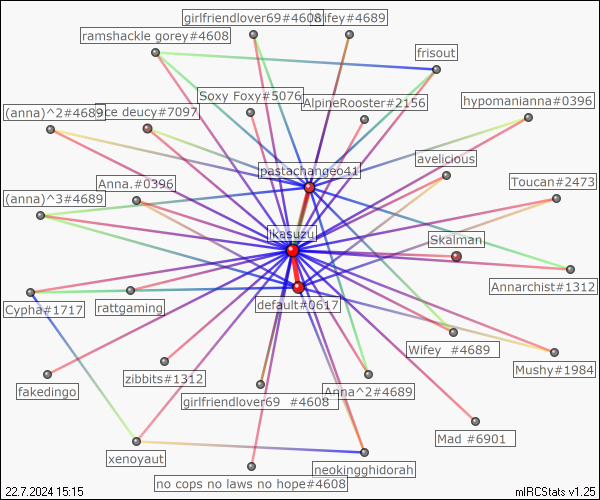 girlfriendlover69#4608
wifey#4689
ramshackle gorey#4608
frisout
Soxy Foxy#5076
AlpineRooster#2156
hypomanianna#0396
(anna)^2#4689
ce deucy#7097
pastachangeo41
avelicious
Anna.#0396
Toucan#2473
(anna)^3#4689
ikasuzu
Skalman
Annarchist#1312
Cypha#1717
rattgaming
default#0617
Wifey #4689
Mushy#1984
fakedingo
zibbits#1312
girlfriendlover69 #4608
Anna^2#4689
Mad #6901
xenoyaut
neokingghidorah
no cops no laws no hope#4608
22.7.2024 15:15
mIRCStats v1.25